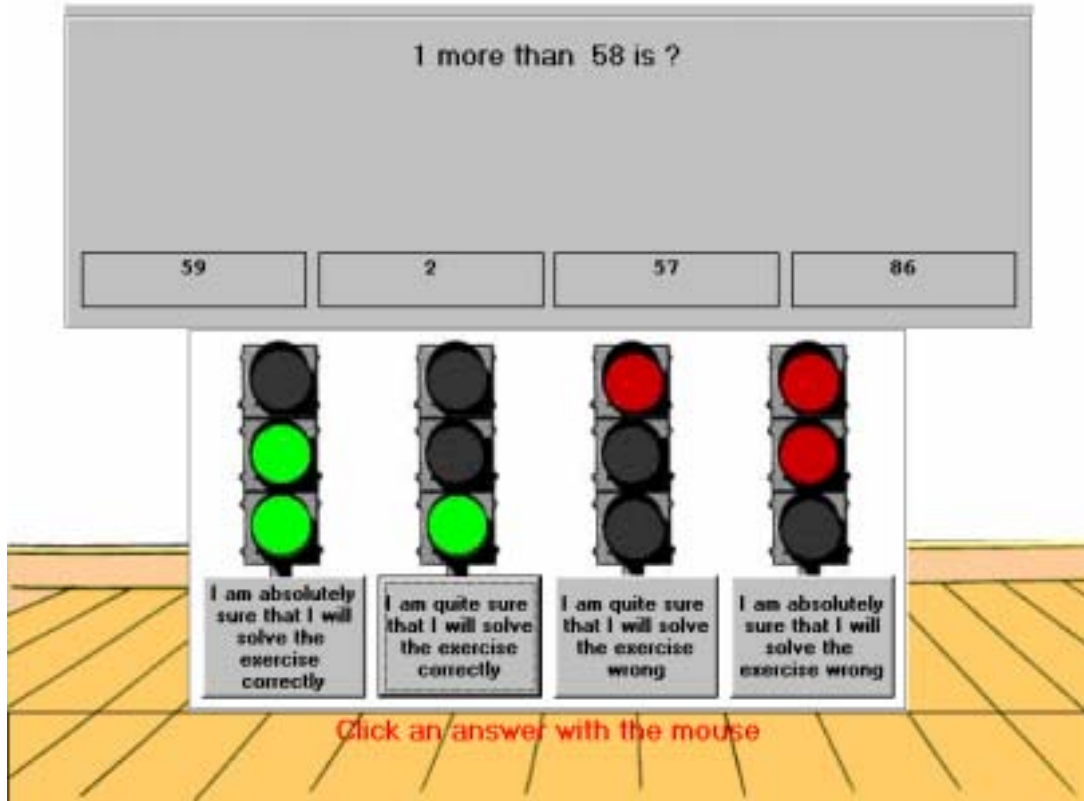 1 more than 58 is ?
59
2
57
86
I am absolutely
sure that I will
solve the
exercise
correctly
I am quite sure
that I will solve
the exercise
correctly
I am quite sure
that I will solve
the exercise
wrong
I am absolutely
sure that I will
solve the
exercise wrong
Click an answer with the mouse